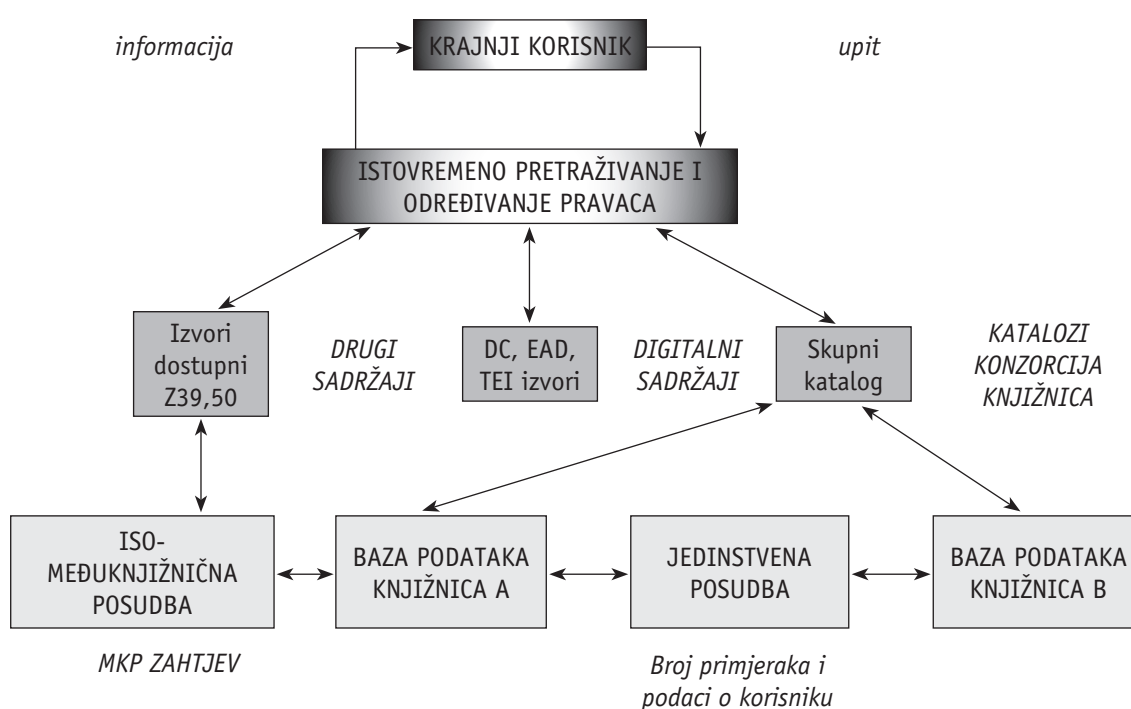 informacija
KRAJNJI KORISNIK
upit
ISTOVREMENO PRETRAŽIVANJE I
ODREĐIVANJE PRAVACA
Izvori
dostupni
Z39,50
DRUGI
SADRŽAJI
DC, EAD,
TEI izvori
DIGITALNI
SADRŽAJI
Skupni
katalog
KATALOZI
KONZORCIJA
KNJIŽNICA
ISO-
MEĐUKNJIŽNIČNA
POSUDBA
BAZA PODATAKA
KNJIŽNICA A
JEDINSTVENA
POSUDBA
BAZA PODATAKA
KNJIŽNICA B
MKP ZAHTJEV
Broj primjeraka i
podaci o korisniku